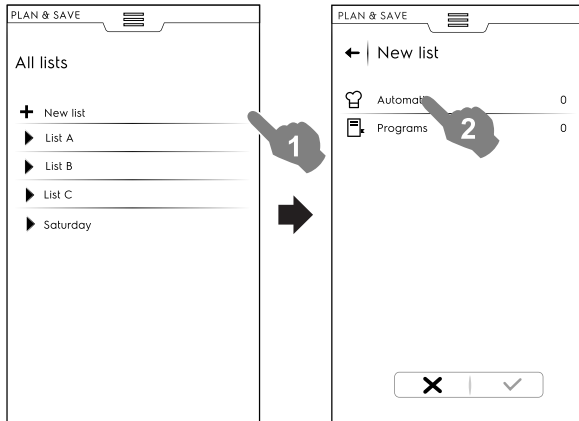 PLAN & SAVE
All lists
New list
List A
List B
List C
Saturday
1
PLAN & SAVE
New list
0
2
Programs 0